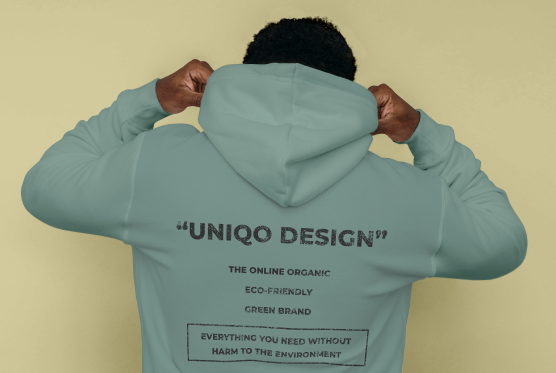 “UNIQO DESIGN”
THE ONLINE ORGANIC
ECO-FRIENDLY
GREEN BRAND
EVERYTHING YOU NEED WITHOUT
HARM TO THE ENVIRONMENT